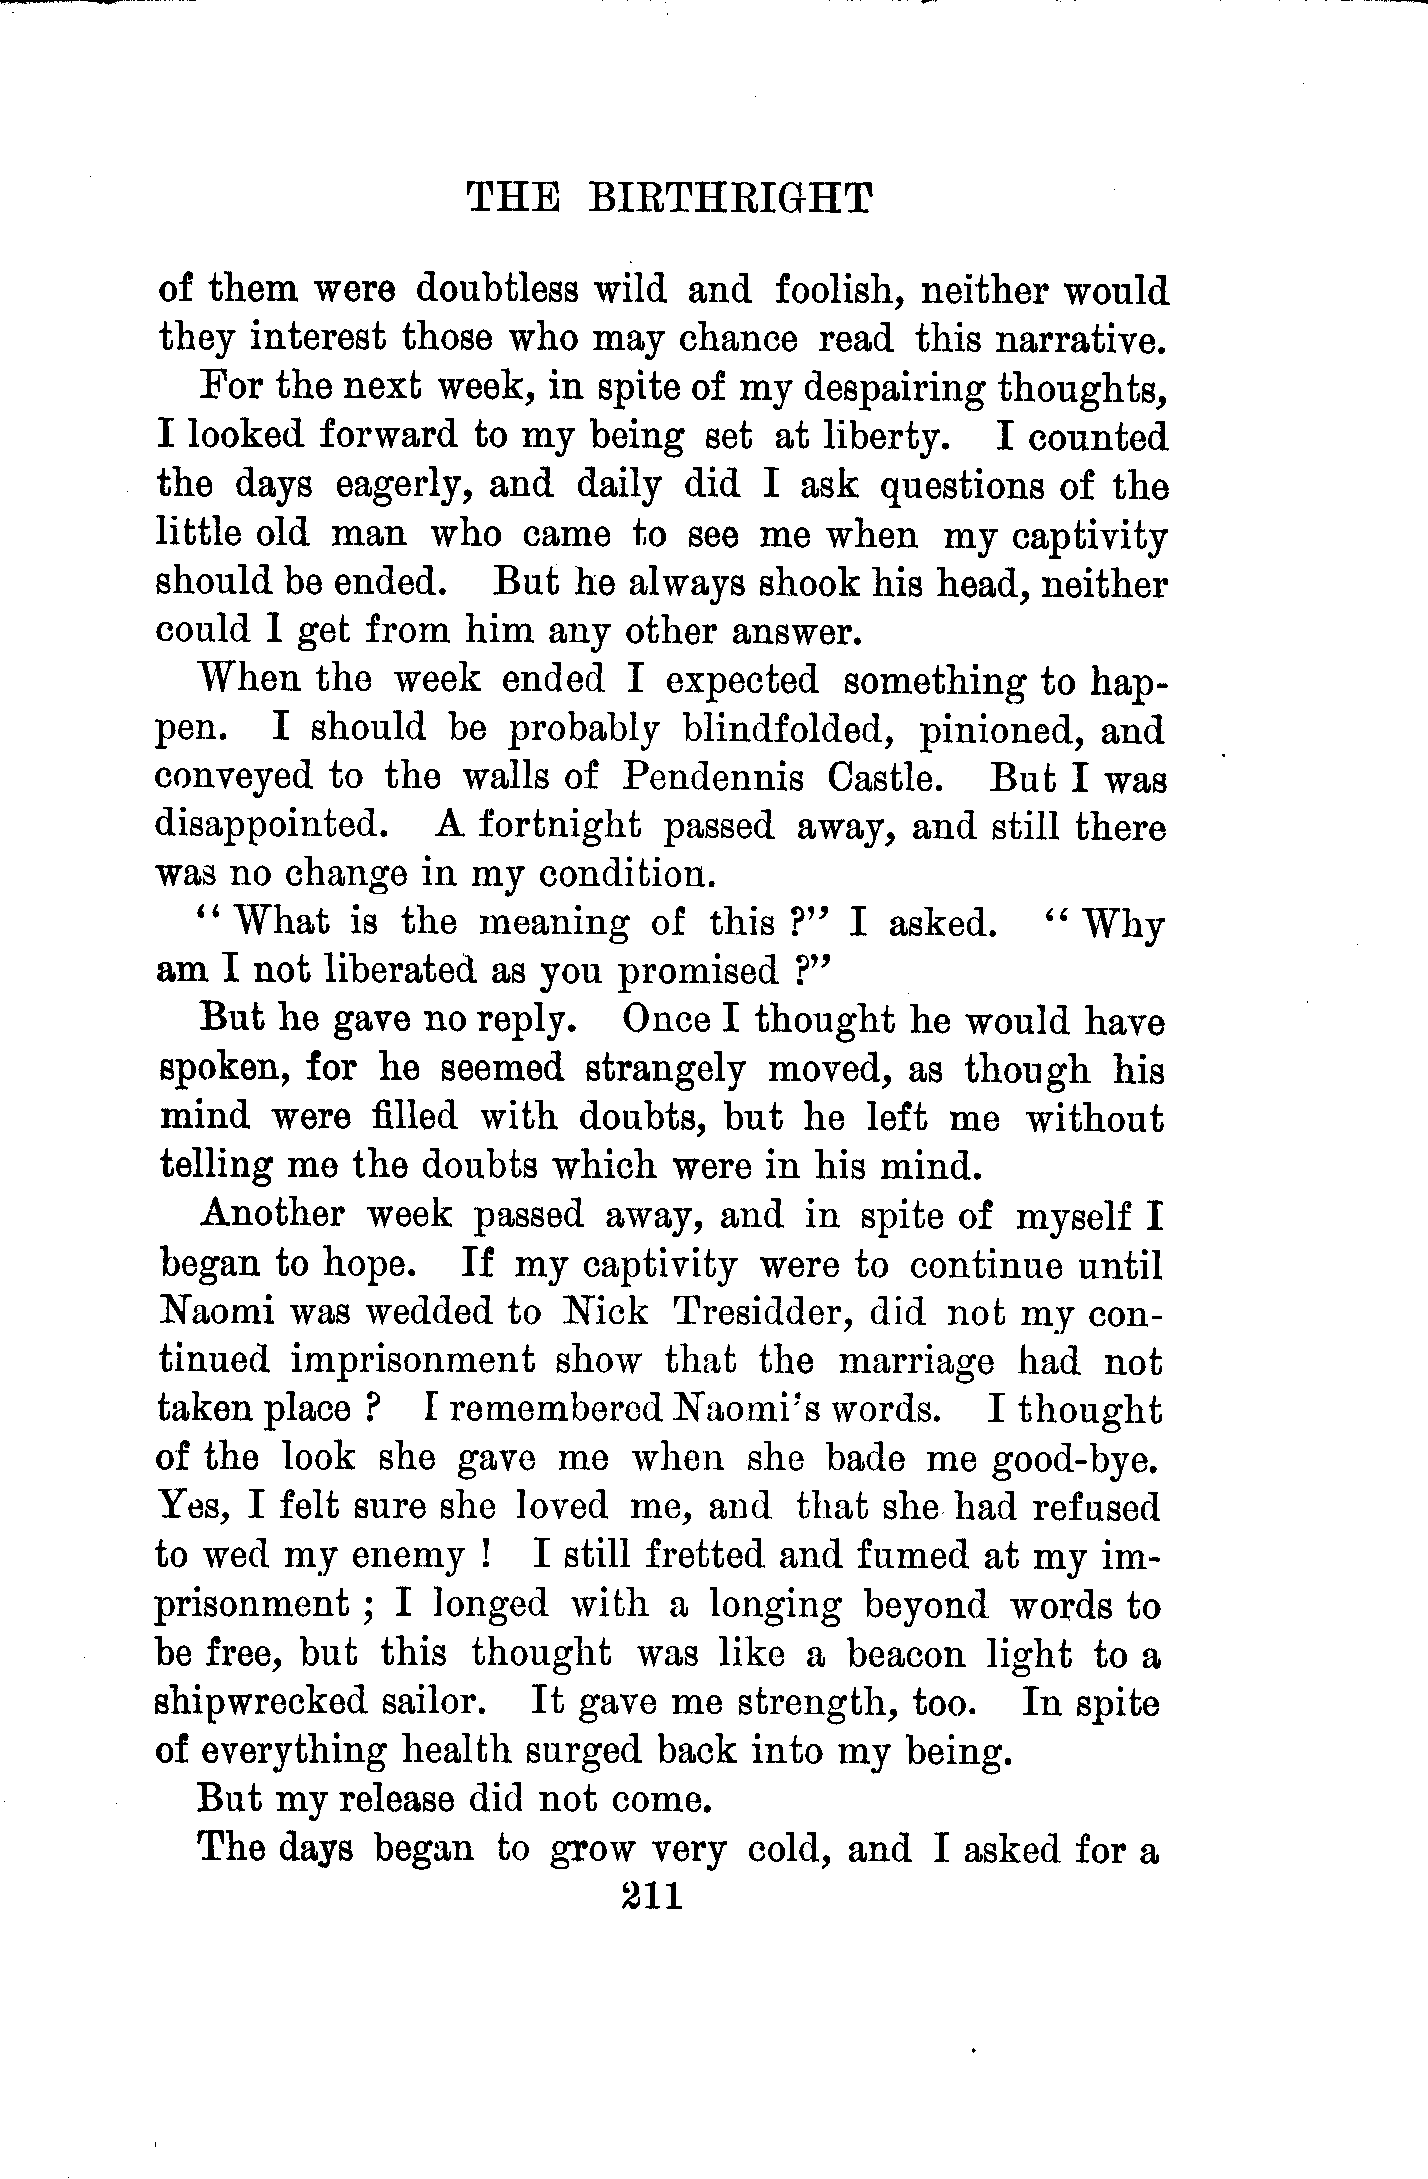 THE BIRTHRIGHT
of them were doubtless wild and foolish, neither would
they interest those who may chance read this narrative.
For the next week, in spite of my despairing thoughts,
I looked forward to my being set at liberty. I counted
the days eagerly, and daily did I ask questions of the
little old man who came to see me when my captivity
should be ended. But he always shook his head, neither
could I get from him any other answer.
When the week ended I expected something to hap-
pen. I should be probably blindfolded, pinioned, and
conveyed to the walls of Pendennis Castle. But I was
disappointed. A fortnight passed away, and still there
was no change in my condition.
“ What is the meaning of this ?” I asked. “ Why
am I not liberated as you promised ?”
But he gave no reply. Once I thought he would have
spoken, for he seemed strangely moved, as though his
mind were filled with doubts, but he left me without
telling me the doubts which were in his mind.
Another week passed away, and in spite of myself I
began to hope. If my captivity were to continue until
Naomi was wedded to Nick Tresidder, did not my con-
tinued imprisonment show that the marriage had not
taken place ? I remembered Naomi's words. I thought
of the look she gave me when she bade me good-bye.
Yes, I felt sure she loved me, and that she had refused
to wed my enemy ! I still fretted and fumed at my im-
prisonment ; I longed with a longing beyond words to
be free, but this thought was like a beacon light to a
shipwrecked sailor. It gave me strength, too. In spite
of everything health surged back into my being.
But my release did not come.
The days began to grow very cold, and I asked for a
211